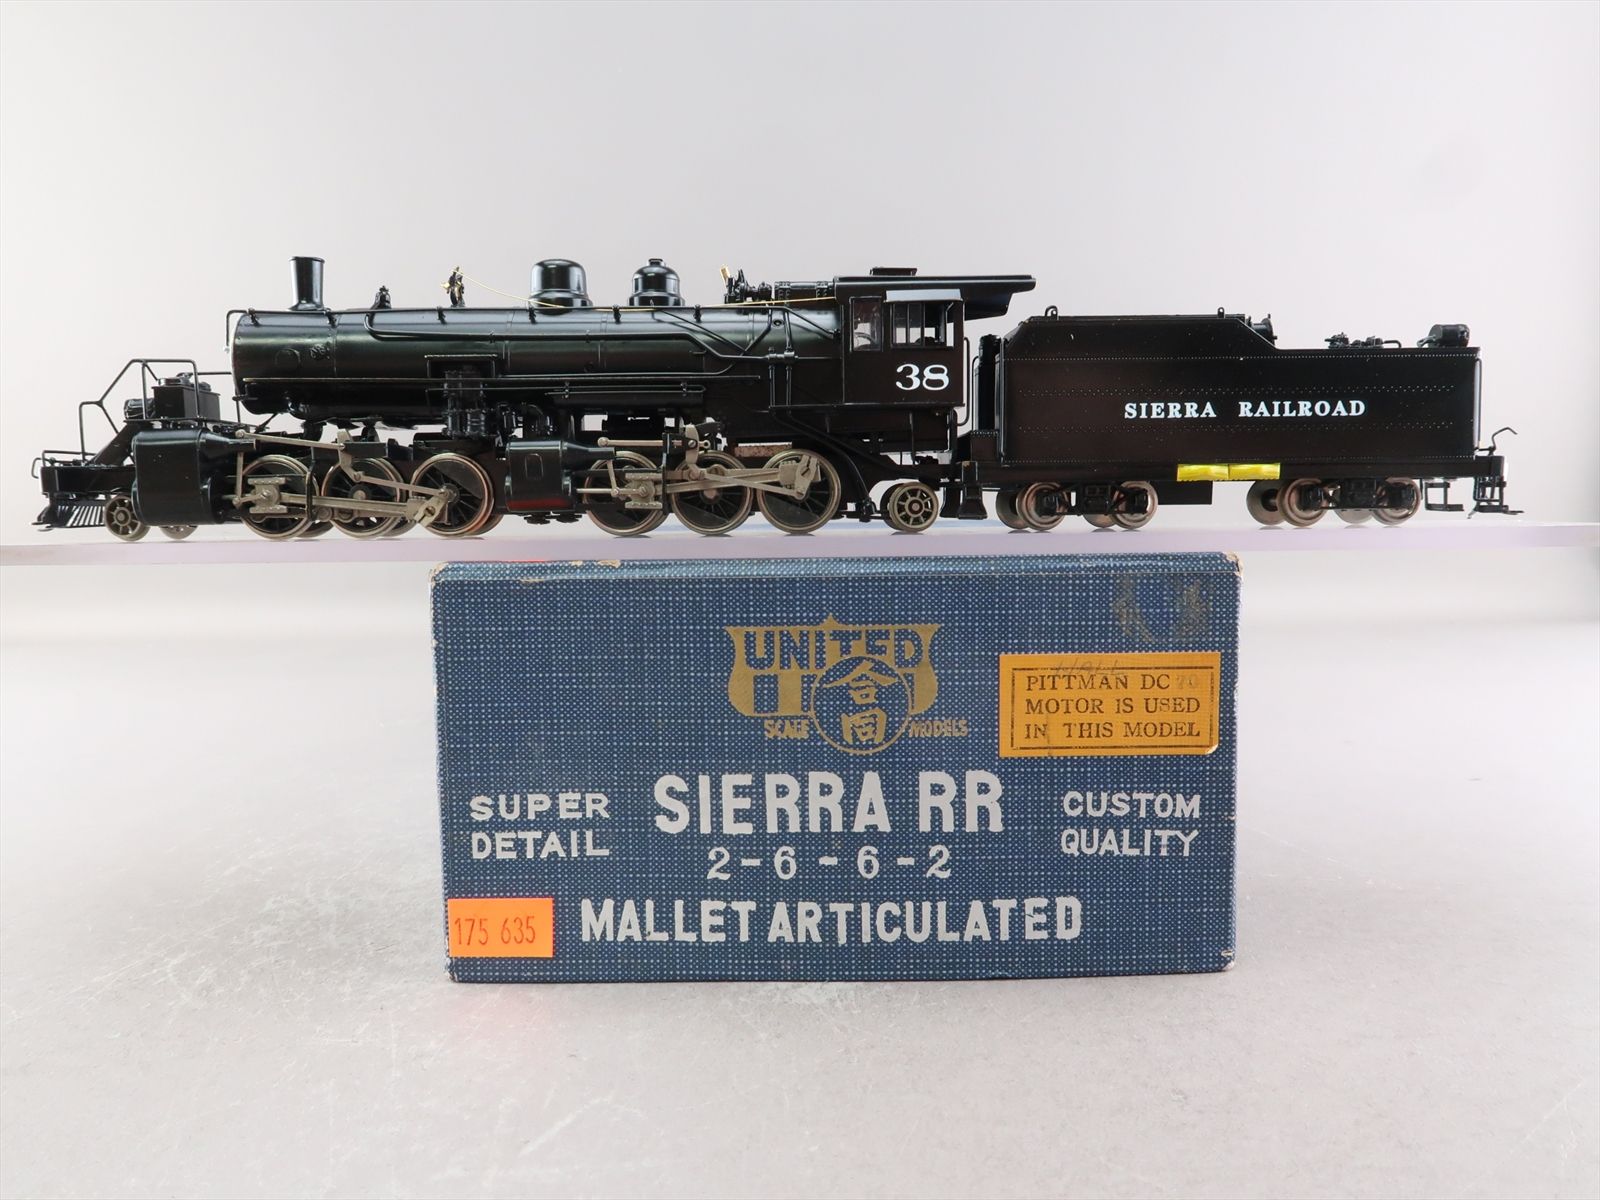 38
SIERRA RAILROAD
UNITED
合同
SCALE MODELS
PITTMAN DC 70
MOTOR IS USED
IN THIS MODEL
SUPER
DETAIL
SIERRA RR
2-6-6-2
MALLET ARTICULATED
CUSTOM
QUALITY
175 635